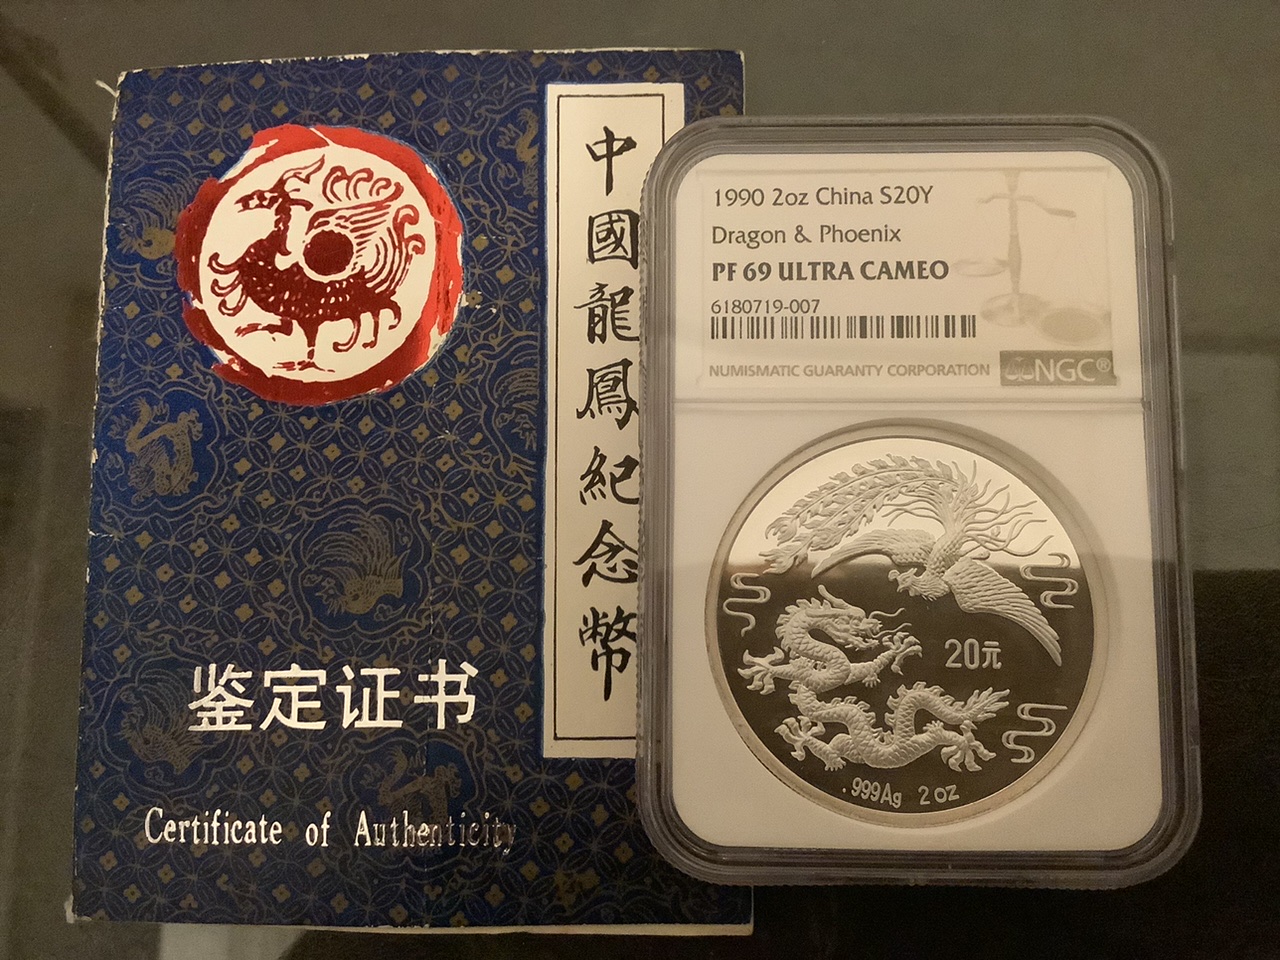 中國龍鳳紀念幣
鉴定证书
Certificate of Authenticity
1990 2oz China S20Y
Dragon & Phoenix
PF 69 ULTRA CAMEO
6180719-007
NUMISMATIC GUARANTY CORPORATION
NGC®
20元
.999Ag 2oz